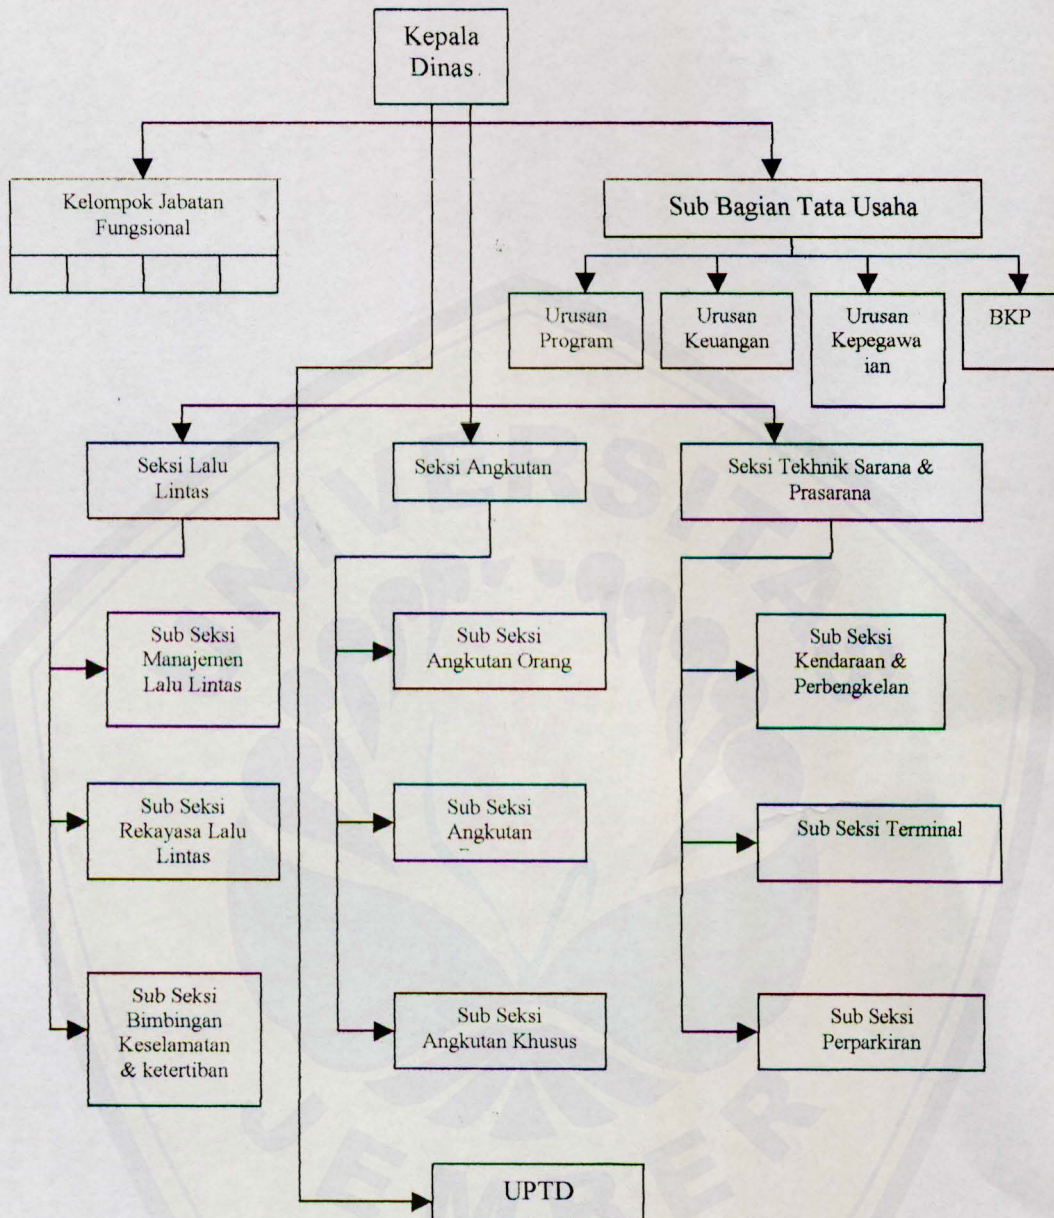 Kepala
Dinas
Kelompok Jabatan
Fungsional
Sub Bagian Tata Usaha
Urusan
Program
Urusan
Keuangan
Urusan
Kepegawa
ian
BKP
Seksi Lalu
Lintas
Seksi Angkutan
Seksi Tekhnik Sarana &
Prasarana
Sub Seksi
Manajemen
Lalu Lintas
Sub Seksi
Angkutan Orang
Sub Seksi
Kendaraan &
Perbengkelan
Sub Seksi
Rekayasa Lalu
Lintas
Sub Seksi
Angkutan
Sub Seksi Terminal
Sub Seksi
Bimbingan
Keselamatan
& ketertiban
Sub Seksi
Angkutan Khusus
Sub Seksi
Perparkiran
UPTD
UNIVERSITAS
JEMBER